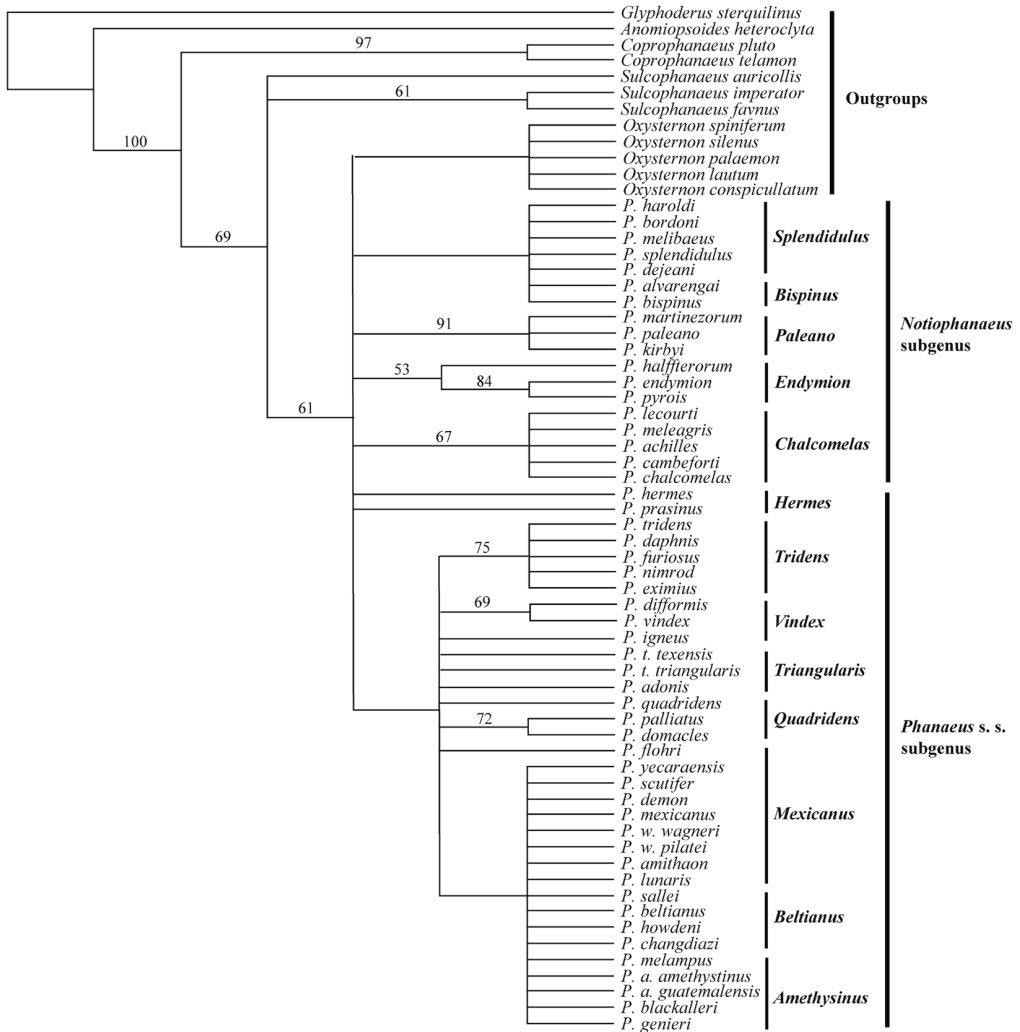 Glyphoderus sterquilinus
Anomiopsoides heteroclyta
97
Coprophanaeus pluto
Coprophanaeus telamon
Sulcophanaeus auricollis
61
Sulcophanaeus imperator
Sulcophanaeus favnus
Outgroups
100
Oxysternon spiniferum
Oxysternon silenus
Oxysternon palaemon
Oxysternon lautum
Oxysternon conspicullatum
69
P. haroldi
P. bordoni
P. melibaeus
P. splendidulus
P. dejeani
Splendidulus
P. alvarengai
P. bispinus
Bispinus
91
P. martinezorum
P. paleano
P. kirbyi
Paleano
Notiophanaeus
subgenus
53
P. halffterorum
84
P. endymion
P. pyrois
Endymion
61
67
P. lecourti
P. meleagris
P. achilles
P. cambeforti
P. chalcomelas
Chalcomelas
P. hermes
P. prasinus
Hermes
75
P. tridens
P. daphnis
P. furiosus
P. nimrod
P. eximius
Tridens
69
P. difformis
P. vindex
P. igneus
Vindex
P. t. texensis
P. t. triangularis
P. adonis
Triangularis
P. quadridens
72
P. palliatus
P. domacles
Quadridens
Phanaeus s. s.
subgenus
P. flohri
P. yecaraensis
P. scutifer
P. demon
P. mexicanus
P. w. wagneri
P. w. pilatei
P. amithaon
P. lunaris
Mexicanus
P. sallei
P. beltianus
P. howdeni
P. changdiazi
Beltianus
P. melampus
P. a. amethystinus
P. a. guatemalensis
P. blackalleri
P. genieri
Amethysinus